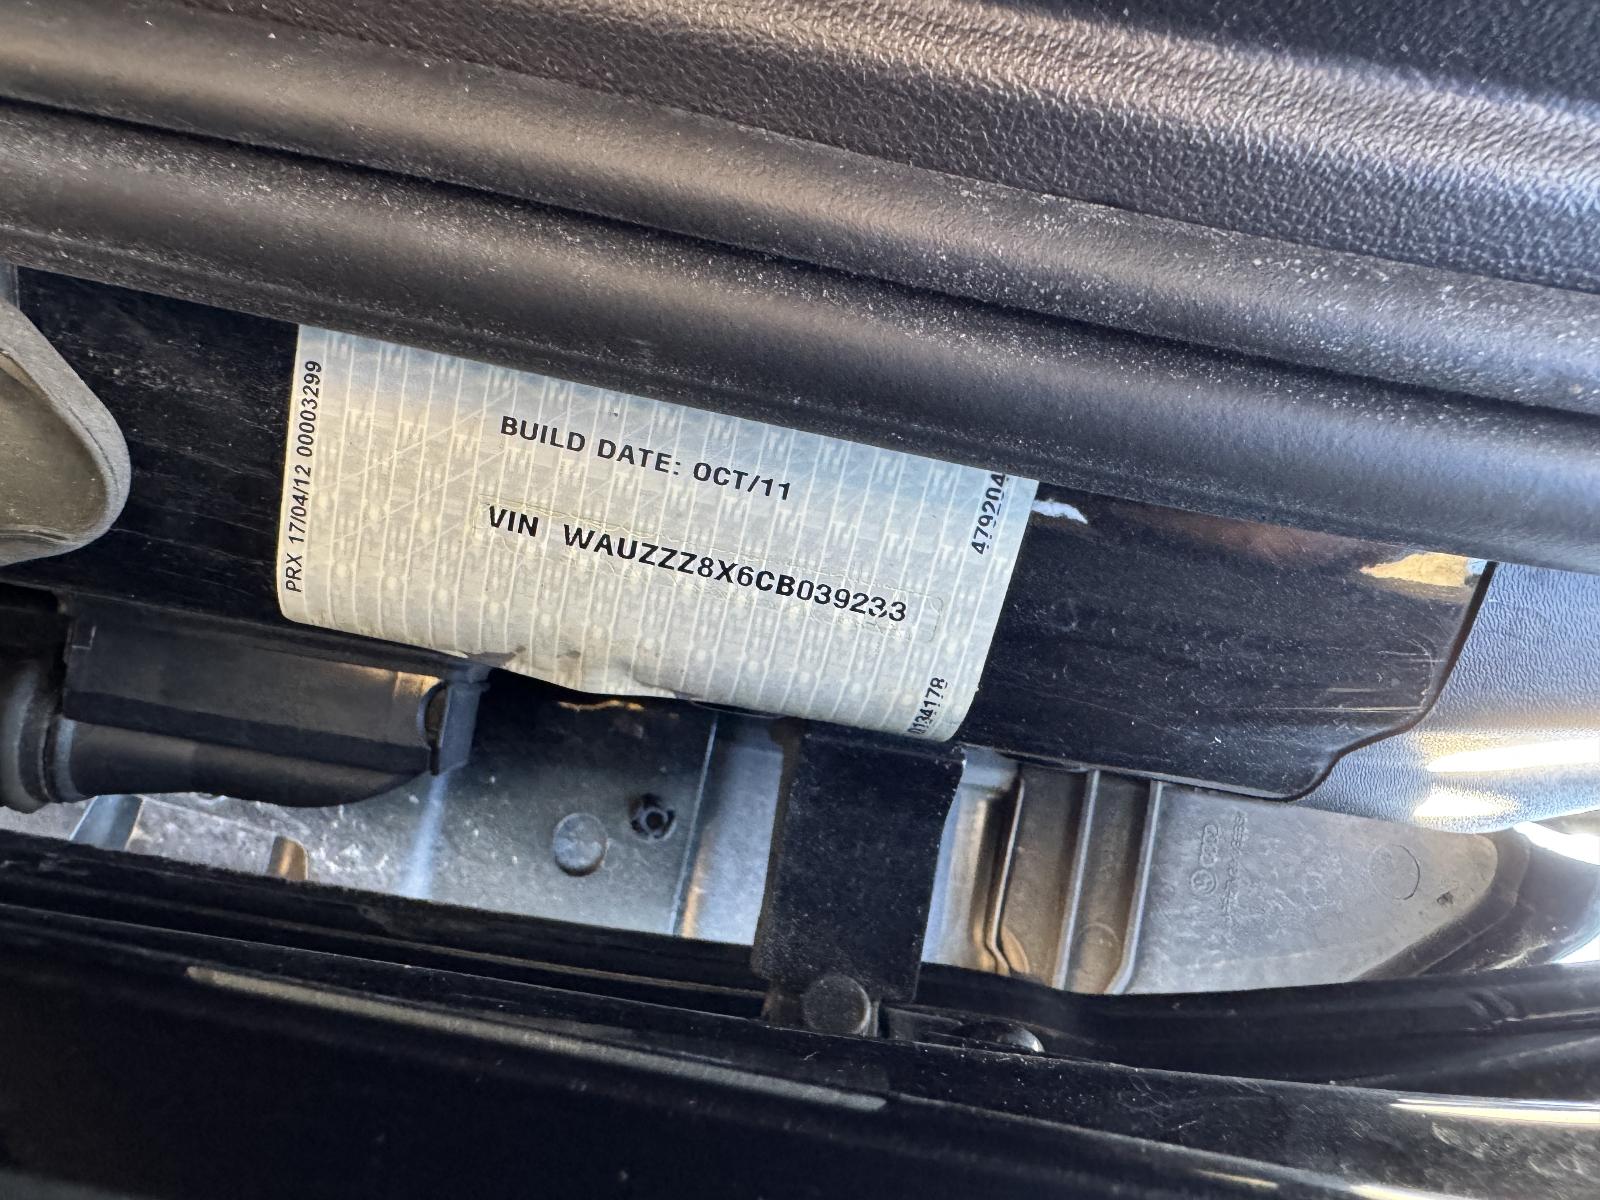 BUILD DATE: OCT/11
VIN WAUZZZ8X6CB039233
PRX 17/04/12 00003299
479204